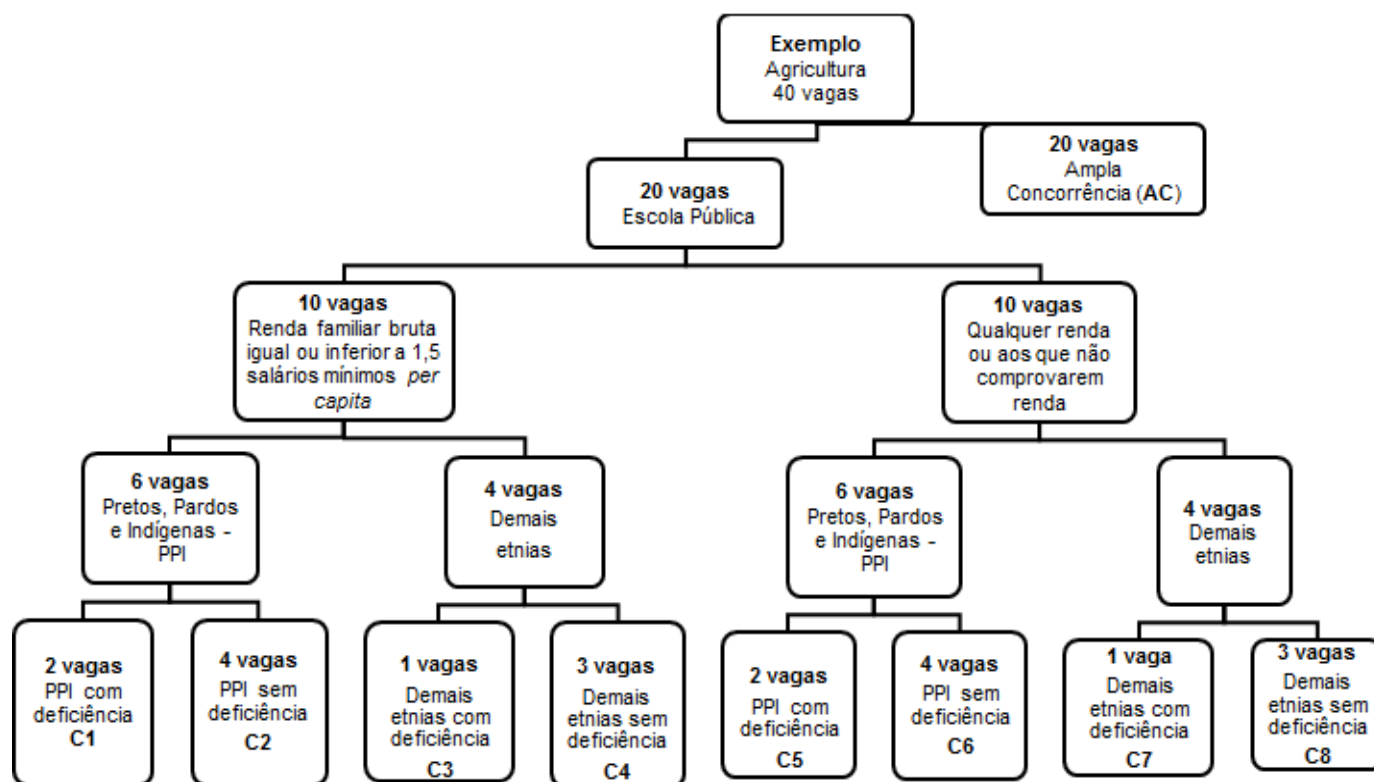 Exemplo
Agricultura
40 vagas
20 vagas
Ampla
Concorrência (AC)
20 vagas
Escola Pública
10 vagas
Renda familiar bruta
igual ou inferior a 1,5
salários mínimos per
capita
10 vagas
Qualquer renda
ou aos que não
comprovarem
renda
6 vagas
Pretos, Pardos
e Indígenas -
PPI
4 vagas
Demais
etnias
6 vagas
Pretos, Pardos
e Indígenas -
PPI
4 vagas
Demais
etnias
2 vagas
PPI com
deficiência
C1
4 vagas
PPI sem
deficiência
C2
1 vagas
Demais
etnias com
deficiência
C3
3 vagas
Demais
etnias sem
deficiência
C4
2 vagas
PPI com
deficiência
C5
4 vagas
PPI sem
deficiência
C6
1 vaga
Demais
etnias com
deficiência
C7
3 vagas
Demais
etnias sem
deficiência
C8